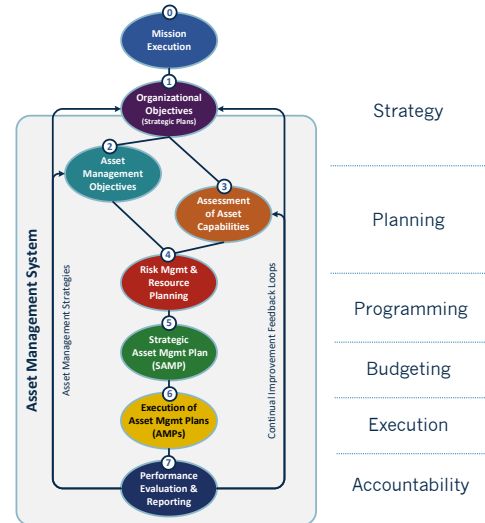 0
Mission
Execution
1
Organizational
Objectives
(Strategic Plans)
Strategy
2
Asset
Management
Objectives
3
Assessment
of Asset
Capabilities
Planning
4
Risk Mgmt &
Resource
Planning
Programming
5
Strategic
Asset Mgmt Plan
(SAMP)
Budgeting
6
Execution of
Asset Mgmt Plans
(AMPs)
Execution
7
Performance
Evaluation &
Reporting
Accountability
Asset Management System
Asset Management Strategies
Continual Improvement Feedback Loops